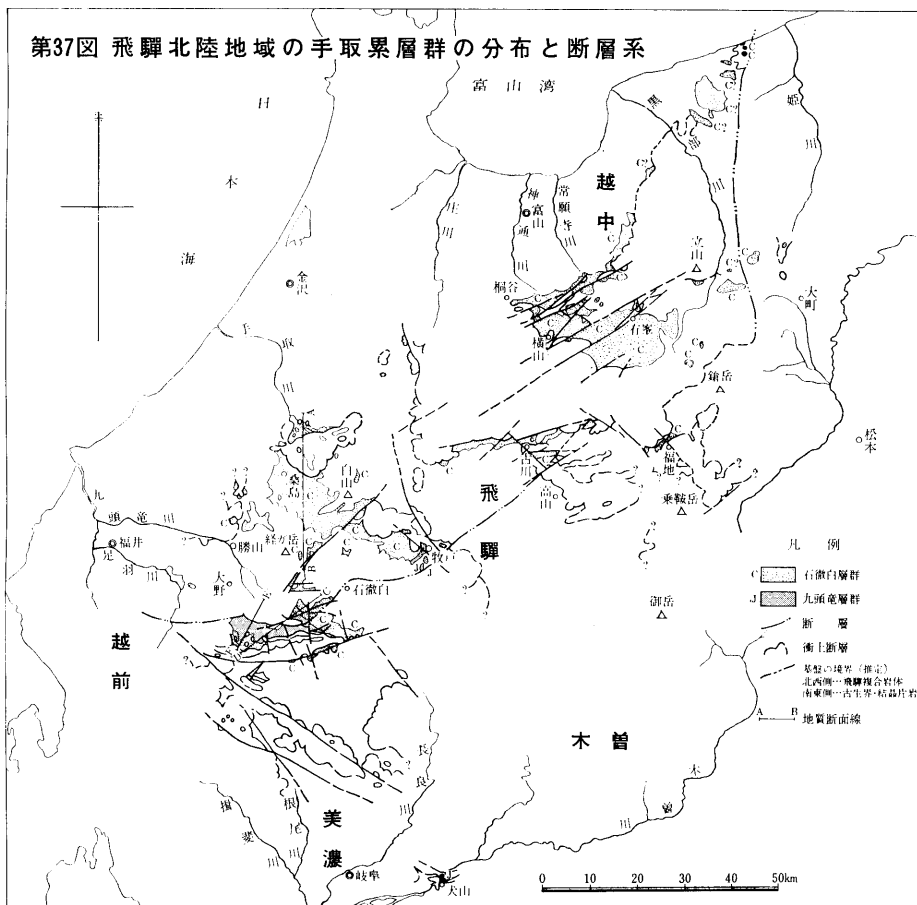 第37図 飛驒北陸地域の手取累層群の分布と断層系
富山湾
日本海
北
黒部川
姫川
越中
庄川
神通川
富山
常願寺川
立山
金沢
桐谷
大町
有峯
横山
手取川
鎗岳
松本
A
白山
桑島
古川
福地
高山
乗鞍岳
飛驒
九頭竜川
福井
足羽川
勝山
経ガ岳
大野
B
牧戸
石徹白
御岳
越前
凡例
C 石徹白層群
J 九頭竜層群
断層
衝上断層
基盤の境界(推定)
北西側…飛驒複合岩体
南東側…古生界・結晶片岩
A B 地質断面線
木曽
長良川
木曽川
揖斐川
根尾川
美濃
岐阜
犬山
0 10 20 30 40 50km